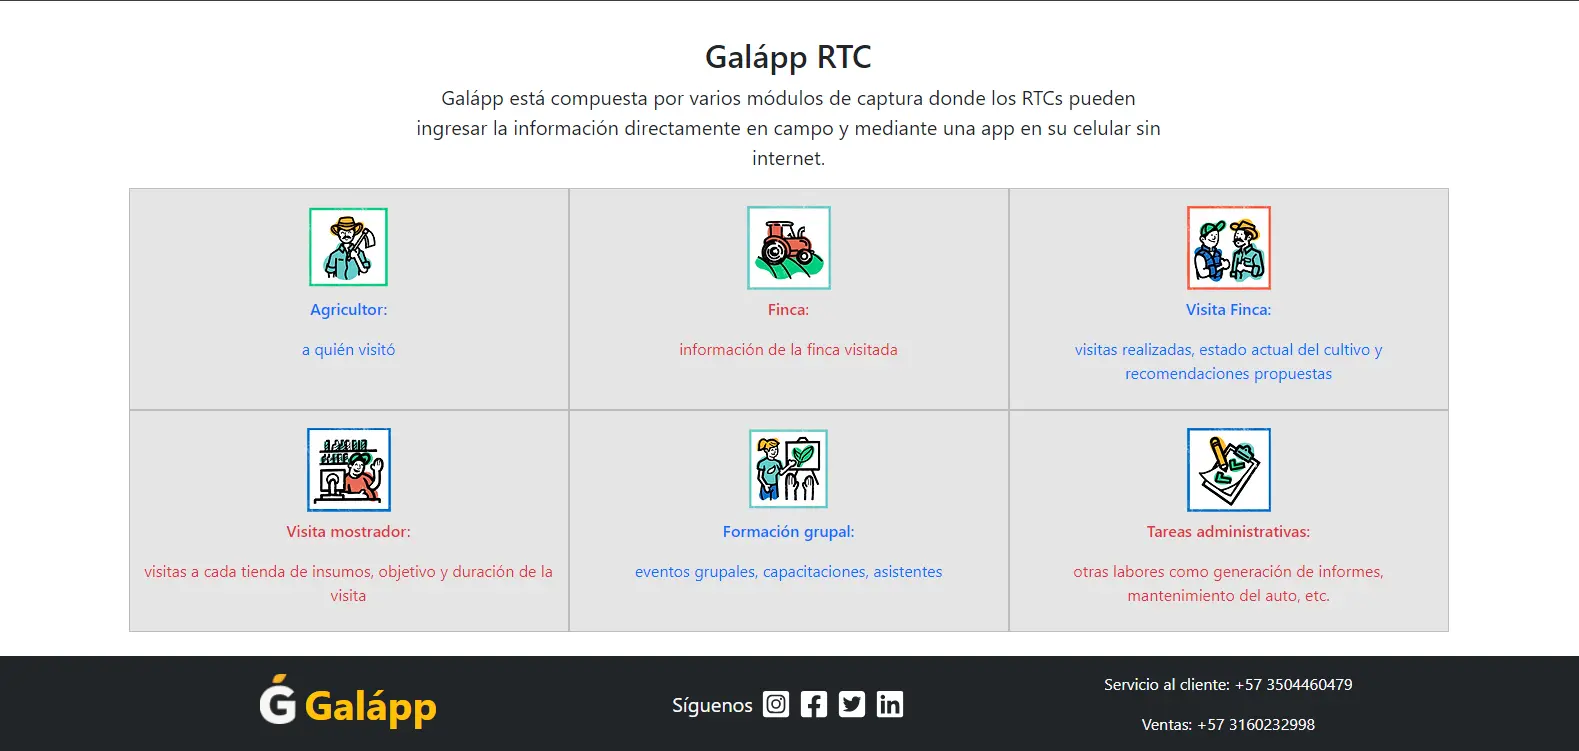 Galápp RTC
Galápp está compuesta por varios módulos de captura donde los RTCs pueden
ingresar la información directamente en campo y mediante una app en su celular sin
internet.
Agricultor:
a quién visitó
Finca:
información de la finca visitada
Visita Finca:
visitas realizadas, estado actual del cultivo y
recomendaciones propuestas
Visita mostrador:
visitas a cada tienda de insumos, objetivo y duración de la
visita
Formación grupal:
eventos grupales, capacitaciones, asistentes
Tareas administrativas:
otras labores como generación de informes,
mantenimiento del auto, etc.
Galápp
Síguenos
Servicio al cliente: +57 3504460479
Ventas: +57 3160232998